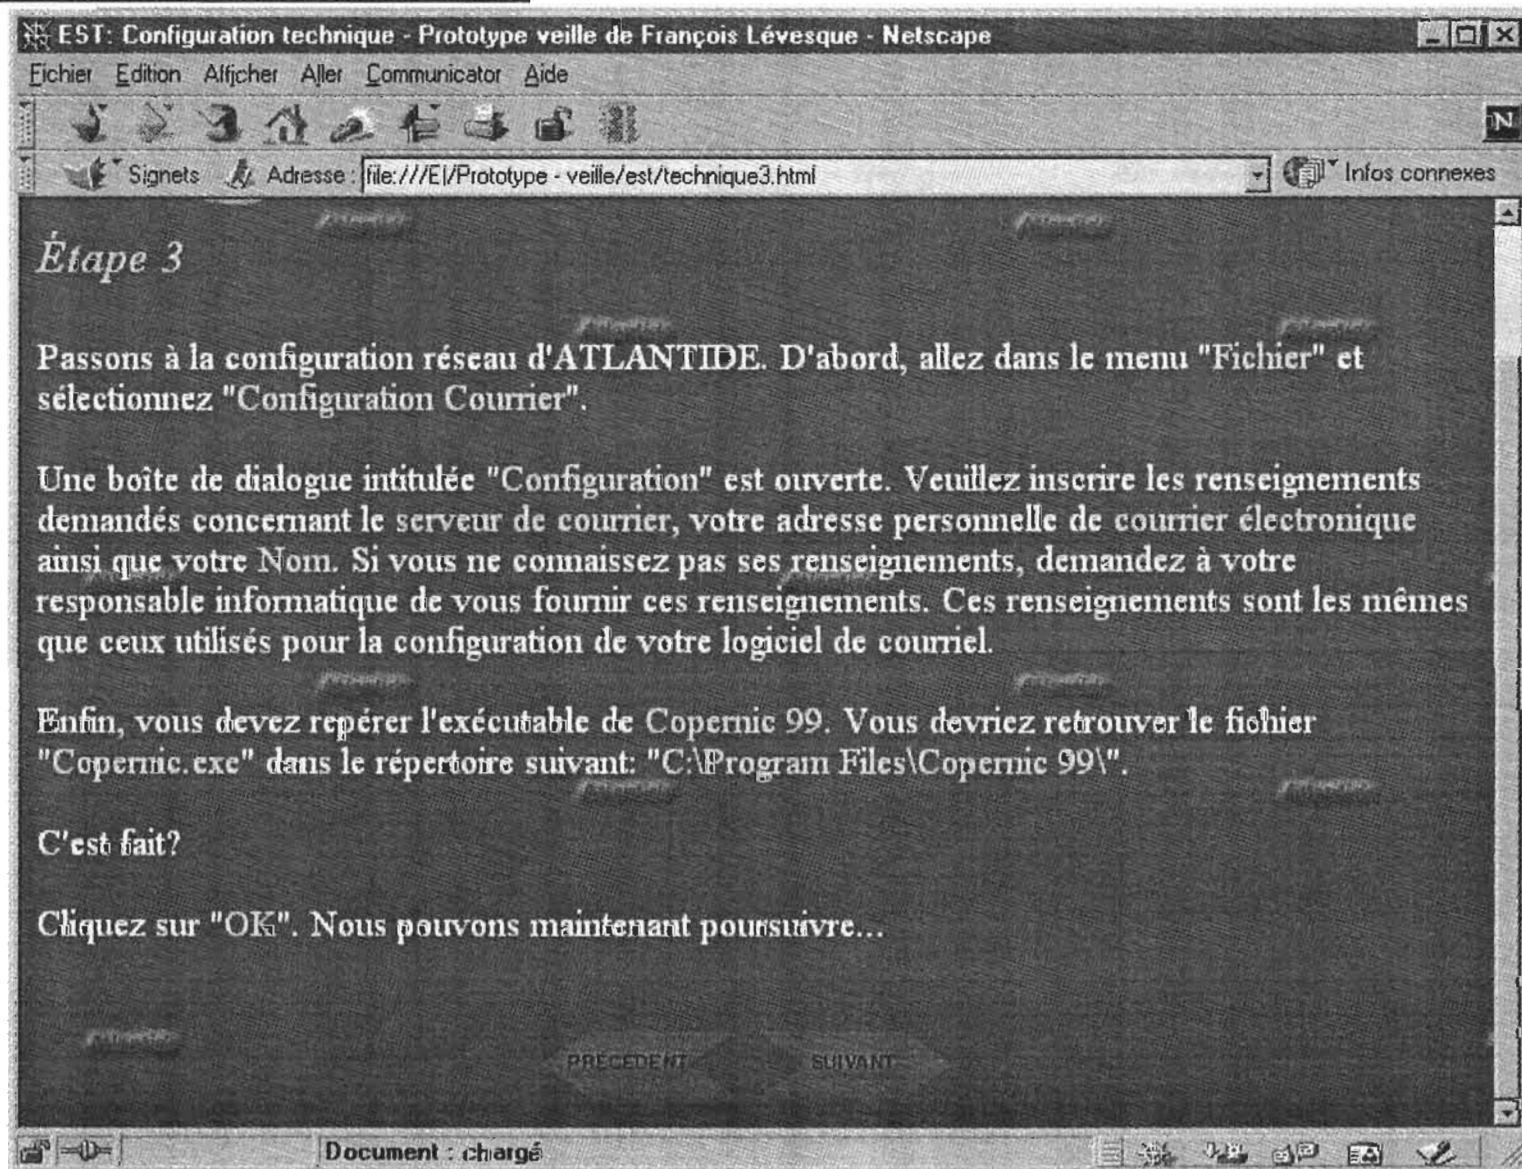 EST: Configuration technique - Prototype veille de François Lévesque - Netscape
Fichier Edition Afficher Aller Communicator Aide
N
Signets Adresse : file:///E|/Prototype - veille/est/technique3.html Infos connexes
Étape 3
Passons à la configuration réseau d'ATLANTIDE. D'abord, allez dans le menu "Fichier" et
sélectionnez "Configuration Courrier".
Une boîte de dialogue intitulée "Configuration" est ouverte. Veuillez inscrire les renseignements
demandés concernant le serveur de courrier, votre adresse personnelle de courrier électronique
ainsi que votre Nom. Si vous ne connaissez pas ses renseignements, demandez à votre
responsable informatique de vous fournir ces renseignements. Ces renseignements sont les mêmes
que ceux utilisés pour la configuration de votre logiciel de courriel.
Enfin, vous devez repérer l'exécutable de Copernic 99. Vous devriez retrouver le fichier
"Copernic.exe" dans le répertoire suivant: "C:\Program Files\Copernic 99\".
C'est fait?
Cliquez sur "OK". Nous pouvons maintenant poursuivre...
PRÉCÉDENT SUIVANT
Document : chargé